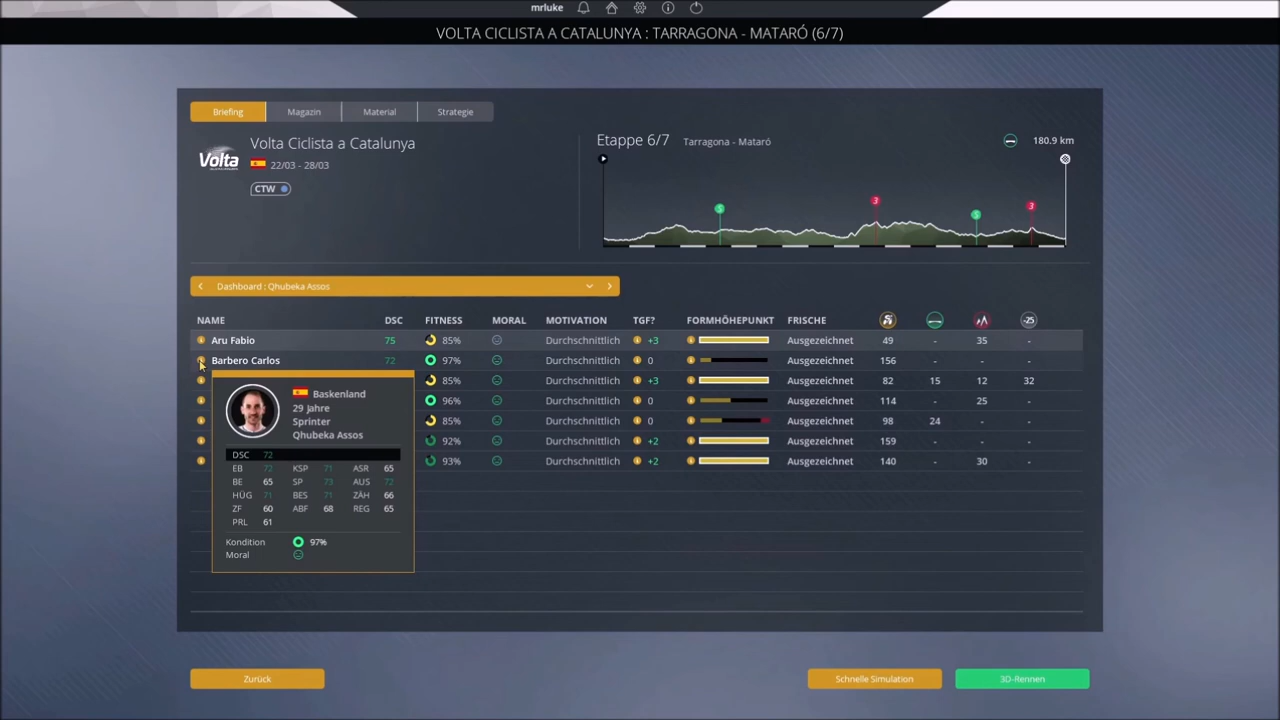 mrluke
VOLTA CICLISTA A CATALUNYA : TARRAGONA - MATARÓ (6/7)
Briefing Magazin Material Strategie
Volta
Volta Ciclista a Catalunya
22/03 - 28/03
CTW
Etappe 6/7 Tarragona - Mataró 180.9 km
S 3 S 3
Dashboard : Qhubeka Assos
NAME DSC FITNESS MORAL MOTIVATION TGF? FORMHÖHEPUNKT FRISCHE -25
Aru Fabio 75 85% Durchschnittlich +3 Ausgezeichnet 49 - 35 -
Barbero Carlos 72 97% Durchschnittlich 0 Ausgezeichnet 156 - - -
85% Durchschnittlich +3 Ausgezeichnet 82 15 12 32
96% Durchschnittlich 0 Ausgezeichnet 114 - 25 -
85% Durchschnittlich 0 Ausgezeichnet 98 24 - -
92% Durchschnittlich +2 Ausgezeichnet 159 - - -
93% Durchschnittlich +2 Ausgezeichnet 140 - 30 -
Baskenland
29 Jahre
Sprinter
Qhubeka Assos
DSC 72
EB 72 KSP 71 ASR 65
BE 65 SP 73 AUS 72
HÜG 71 BES 71 ZÄH 66
ZF 60 ABF 68 REG 65
PRL 61
Kondition 97%
Moral
Zurück Schnelle Simulation 3D-Rennen